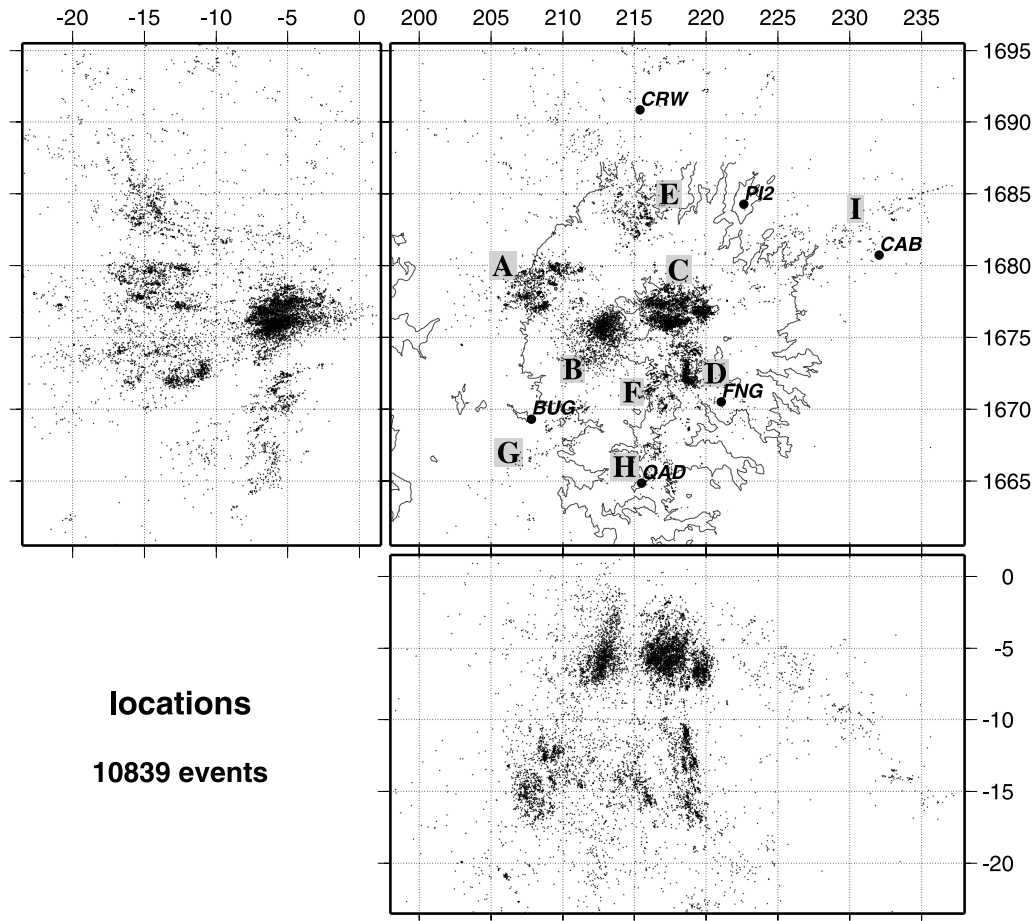 -20 -15 -10 -5 0 200 205 210 215 220 225 230 235
1695
CRW
1690
E PI2 1685
I
CAB
A C 1680
1675
B F D FNG
BUG 1670
G H QAD
1665
0
-5
locations
-10
10839 events
-15
-20